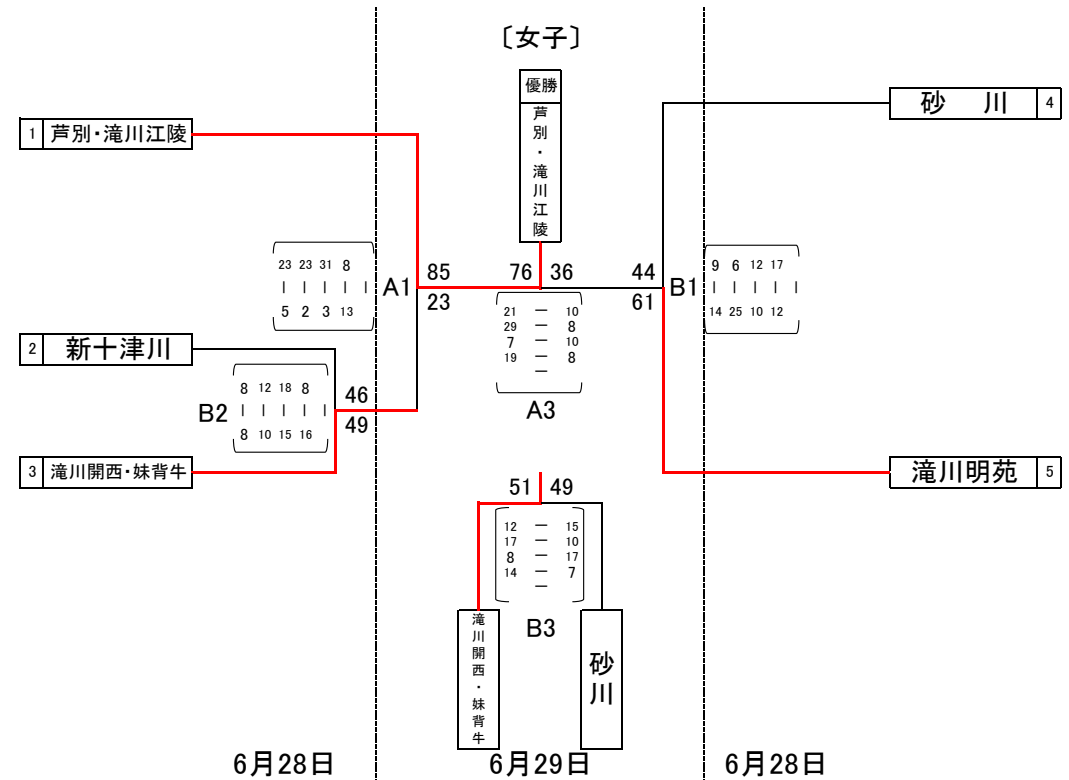 〔女子〕
優勝
芦別・滝川江陵
1 芦別・滝川江陵
砂 川 4
23 23 31 8
| | | | |
5 2 3 13
A1
85
23
76 36
44
61
B1
9 6 12 17
| | | | |
14 25 10 12
21 ー 10
29 ー 8
7 ー 10
19 ー 8
ー
A3
2 新十津川
B2
8 12 18 8
| | | | |
8 10 15 16
46
49
3 滝川開西・妹背牛
滝川明苑 5
51 49
12 ー 15
17 ー 10
8 ー 17
14 ー 7
ー
B3
滝川開西・妹背牛
砂川
6月28日
6月29日
6月28日